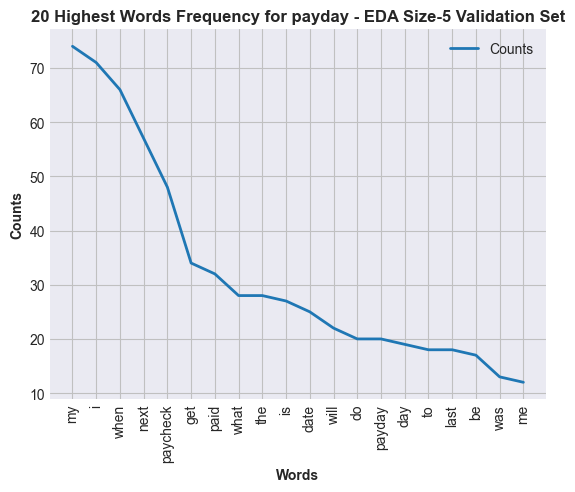 20 Highest Words Frequency for payday - EDA Size-5 Validation Set
Counts
70
60
50
40
30
20
10
Counts
my
i
when
next
paycheck
get
paid
what
the
is
date
will
do
payday
day
to
last
be
was
me
Words